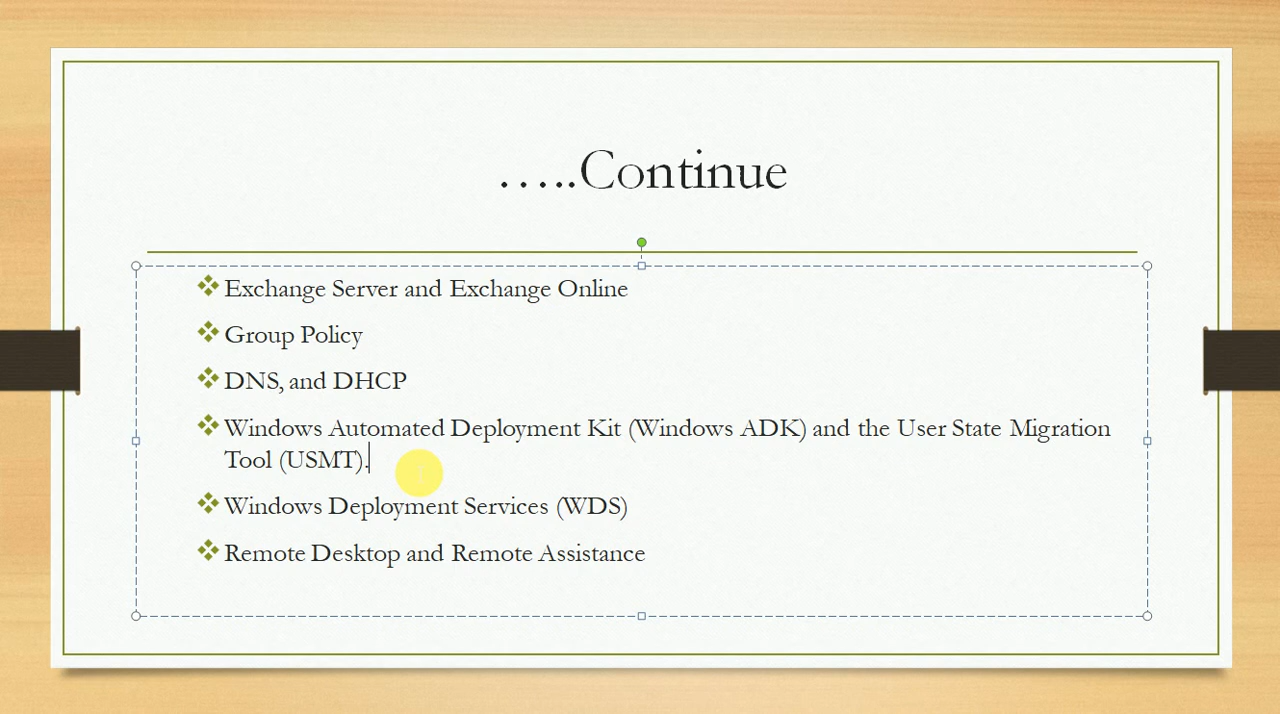 .....Continue
Exchange Server and Exchange Online
Group Policy
DNS, and DHCP
Windows Automated Deployment Kit (Windows ADK) and the User State Migration
Tool (USMT).
Windows Deployment Services (WDS)
Remote Desktop and Remote Assistance